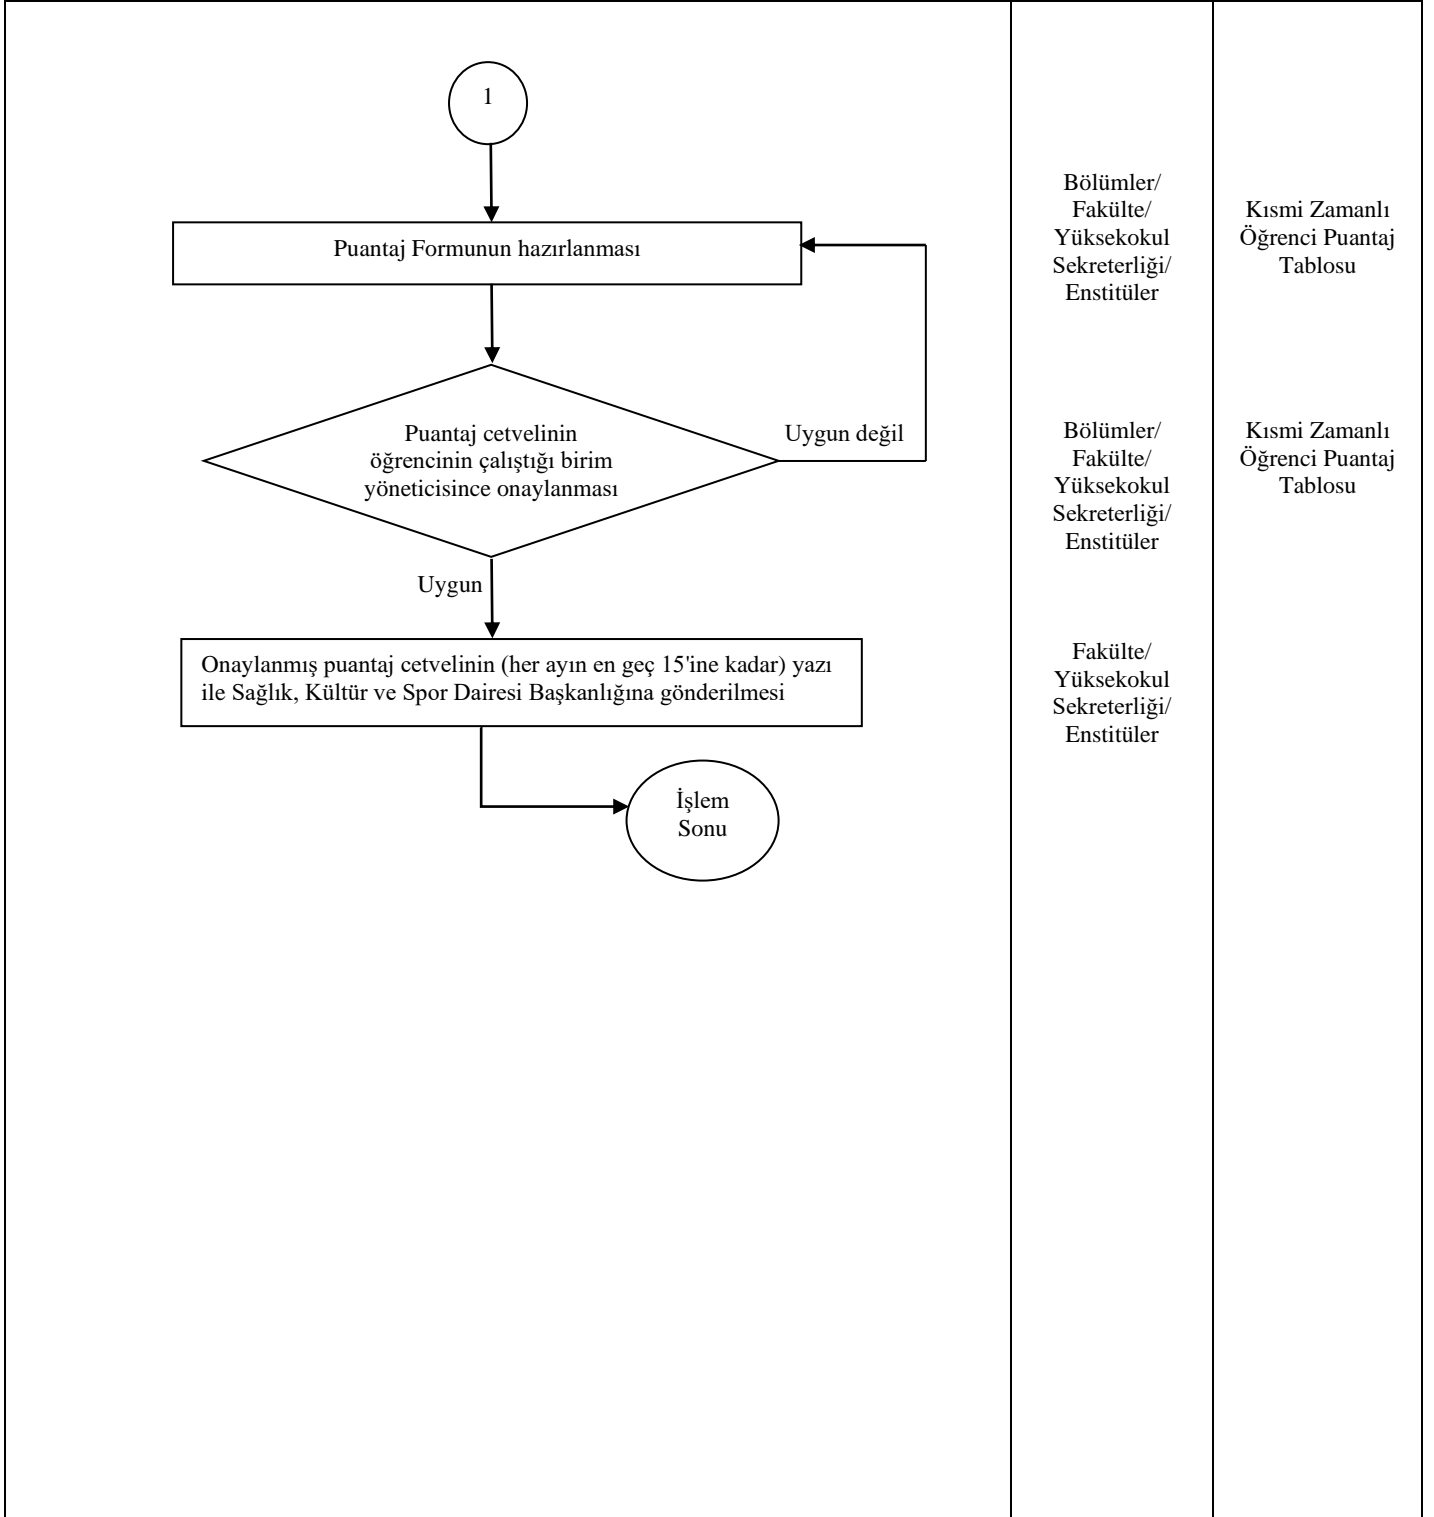 1
Puantaj Formunun hazırlanması
Bölümler/
Fakülte/
Yüksekokul
Sekreterliği/
Enstitüler
Kısmi Zamanlı
Öğrenci Puantaj
Tablosu
Puantaj cetvelinin
öğrencinin çalıştığı birim
yöneticisince onaylanması
Uygun değil
Bölümler/
Fakülte/
Yüksekokul
Sekreterliği/
Enstitüler
Kısmi Zamanlı
Öğrenci Puantaj
Tablosu
Uygun
Onaylanmış puantaj cetvelinin (her ayın en geç 15'ine kadar) yazı
ile Sağlık, Kültür ve Spor Dairesi Başkanlığına gönderilmesi
Fakülte/
Yüksekokul
Sekreterliği/
Enstitüler
İşlem
Sonu